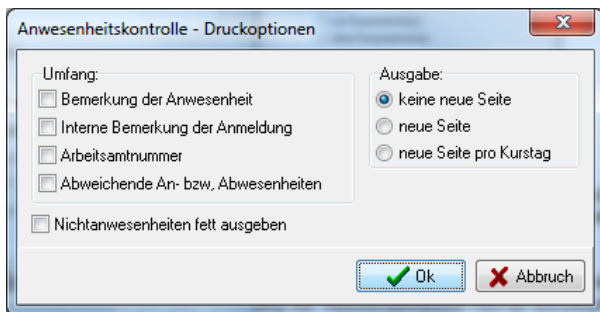 Anwesenheitskontrolle - Druckoptionen
Umfang:
Bemerkung der Anwesenheit
Interne Bemerkung der Anmeldung
Arbeitsamtnummer
Abweichende An- bzw, Abwesenheiten
Nichtanwesenheiten fett ausgeben
Ausgabe:
keine neue Seite
neue Seite
neue Seite pro Kurstag
Ok
Abbruch